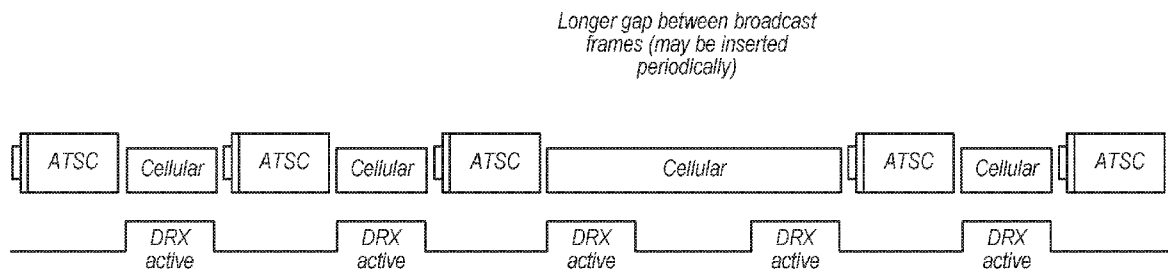 Longer gap between broadcast
frames (may be inserted
periodically)
ATSC
Cellular
ATSC
Cellular
ATSC
Cellular
ATSC
Cellular
ATSC
DRX
active
DRX
active
DRX
active
DRX
active
DRX
active